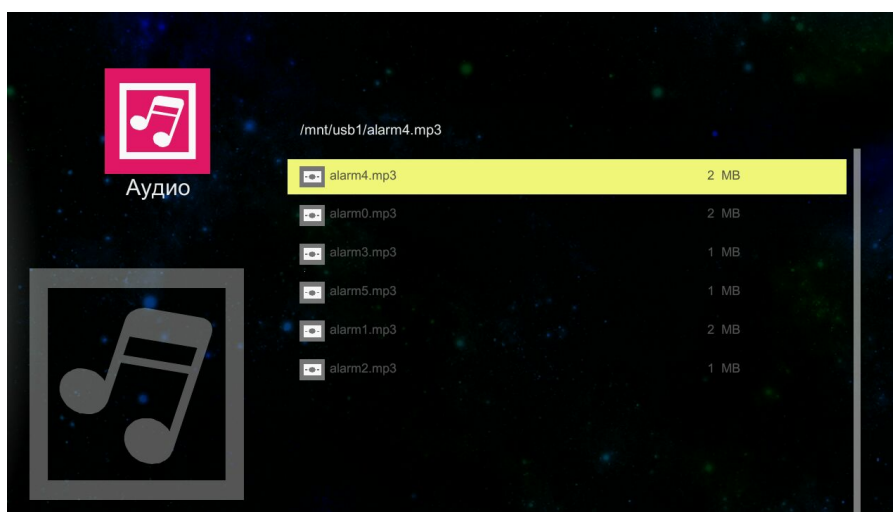 Аудио
/mnt/usb1/alarm4.mp3
alarm4.mp3 2 MB
alarm0.mp3 2 MB
alarm3.mp3 1 MB
alarm5.mp3 1 MB
alarm1.mp3 2 MB
alarm2.mp3 1 MB